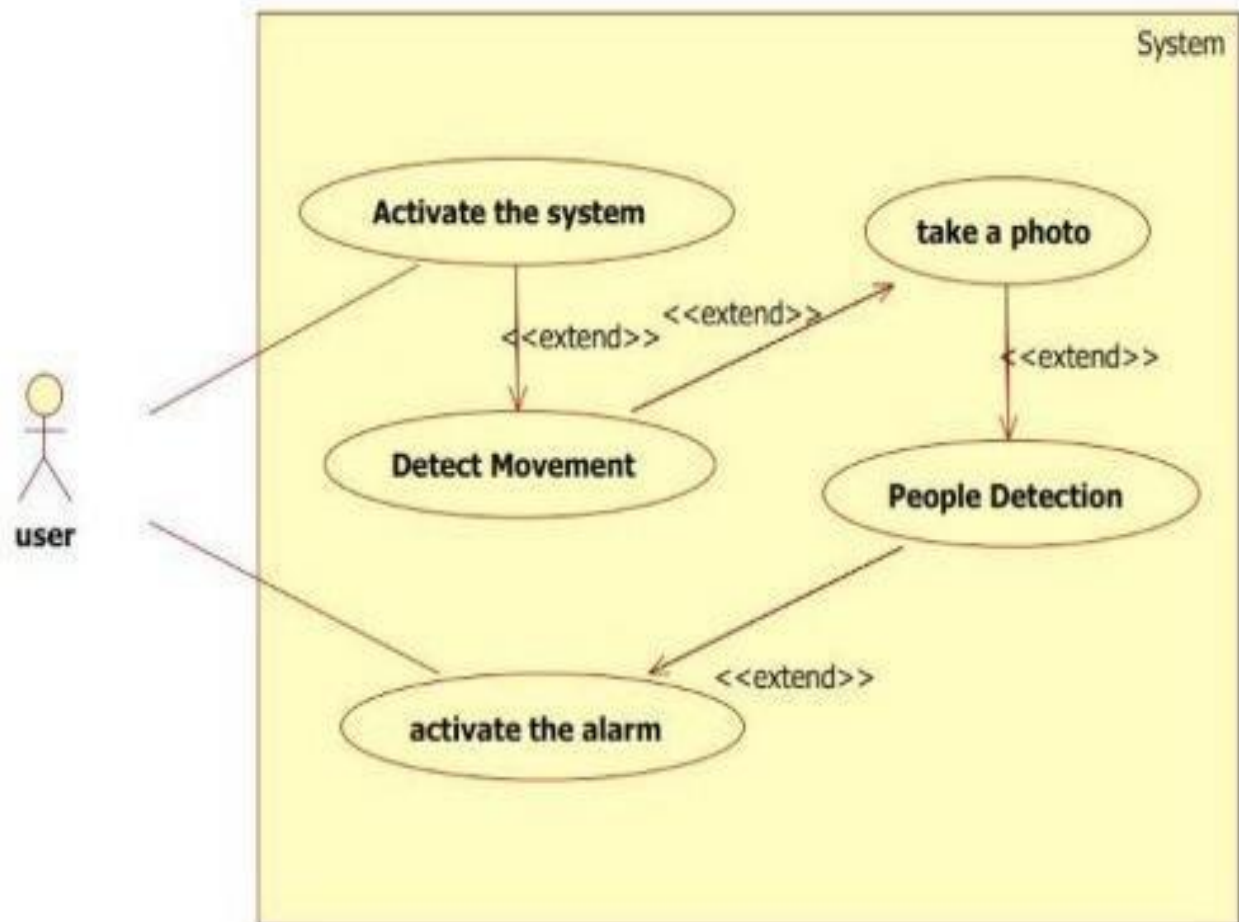 System
Activate the system
take a photo
<<extend>>
<<extend>>
<<extend>>
Detect Movement
People Detection
user
<<extend>>
activate the alarm